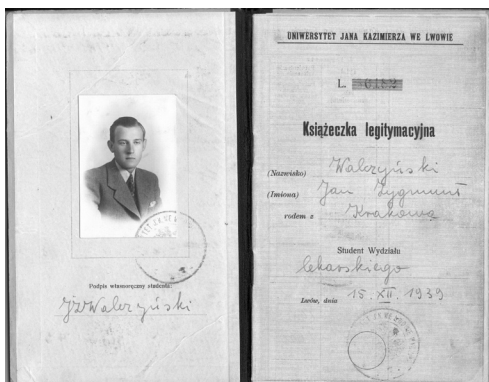 Podpis własnoręczny studenta:
JZWalczyński
UNIWERSYTET JANA KAZIMIERZA WE LWOWIE
L. 6182
Książeczka legitymacyjna
(Nazwisko) Walczyński
(Imiona) Jan Zygmunt
rodem z Krakowa
Student Wydziału
lekarskiego
Lwów, dnia 15. XII. 1939